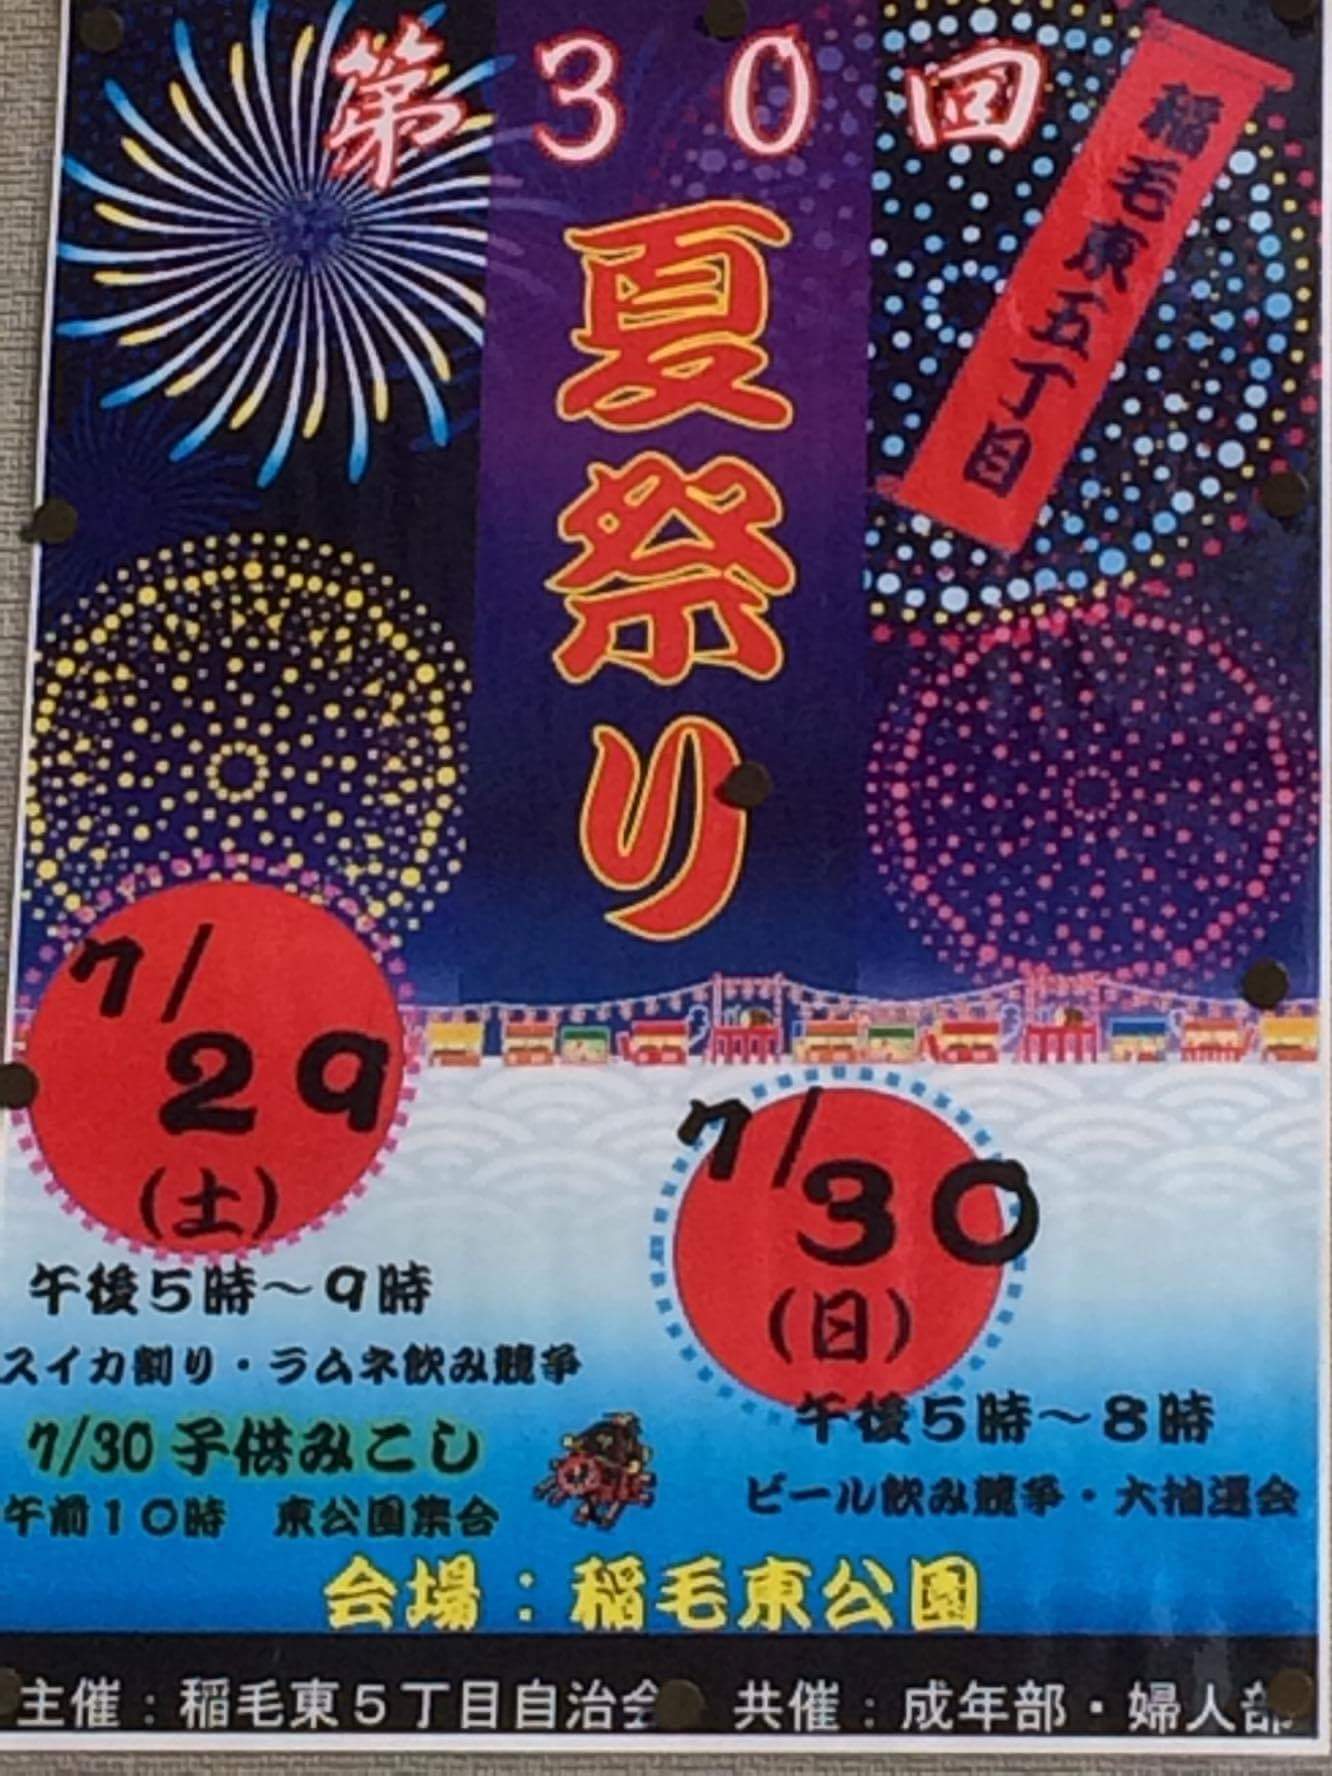 第３０回
稲毛東五丁目
夏祭り
7/29
(土)
午後５時～９時
スイカ割り・ラムネ飲み競争
7/30 子供みこし
午前１０時　東公園集合
7/30
(日)
午後５時～８時
ビール飲み競争・大抽選会
会場：稲毛東公園
主催：稲毛東５丁目自治会　共催：成年部・婦人部